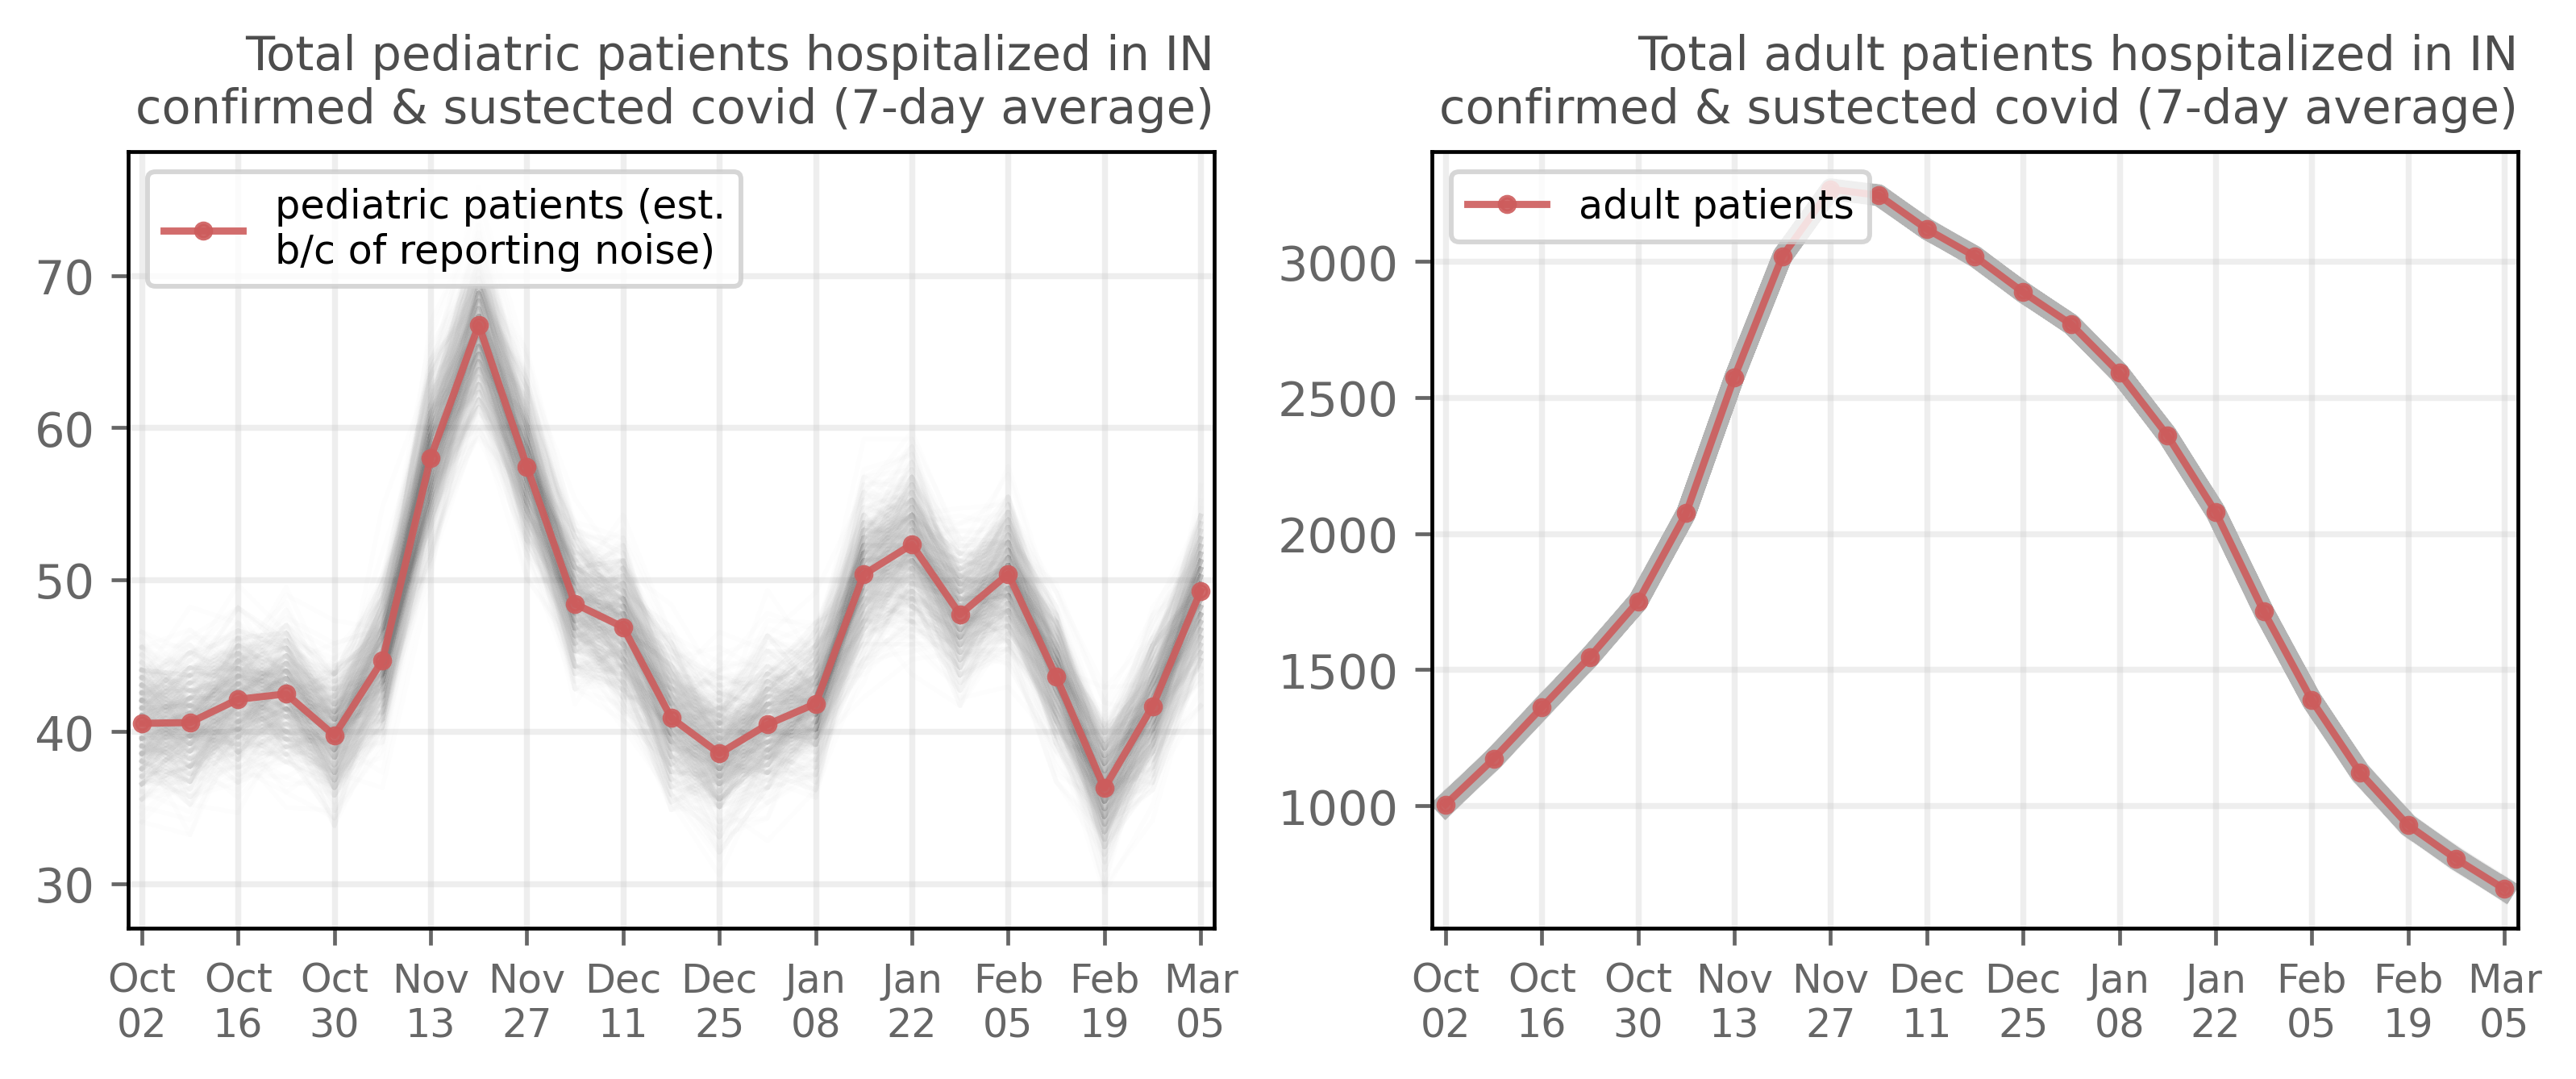 Total pediatric patients hospitalized in IN
confirmed & sustected covid (7-day average)
pediatric patients (est.
b/c of reporting noise)
70
60
50
40
30
Oct Oct Oct Nov Nov Dec Dec Jan Jan Feb Feb Mar
02 16 30 13 27 11 25 08 22 05 19 05
Total adult patients hospitalized in IN
confirmed & sustected covid (7-day average)
adult patients
3000
2500
2000
1500
1000
Oct Oct Oct Nov Nov Dec Dec Jan Jan Feb Feb Mar
02 16 30 13 27 11 25 08 22 05 19 05